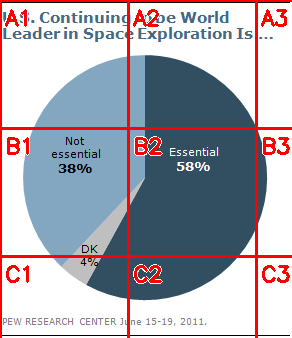 U.S. Continuing to be World
Leader in Space Exploration Is ...
A1 A2 A3
Not essential
38%
Essential
58%
B1 B2 B3
DK
4%
C1 C2 C3
PEW RESEARCH CENTER June 15-19, 2011.